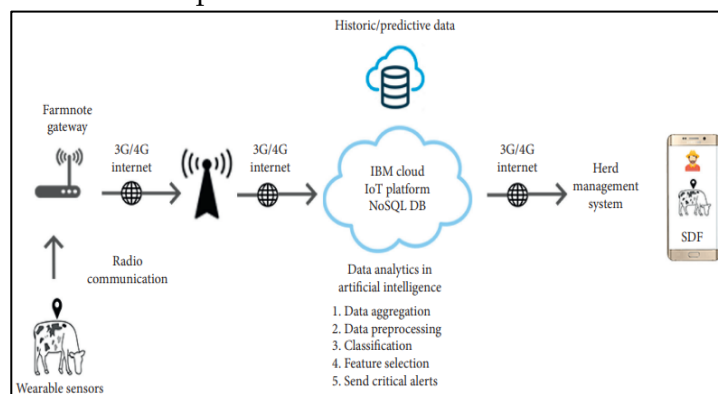 Historic/predictive data
Farmnote
gateway
3G/4G
internet
3G/4G
internet
IBM cloud
IoT platform
NoSQL DB
3G/4G
internet
Herd
management
system
SDF
Radio
communication
Data analytics in
artificial intelligence
1. Data aggregation
2. Data preprocessing
3. Classification
4. Feature selection
5. Send critical alerts
Wearable sensors